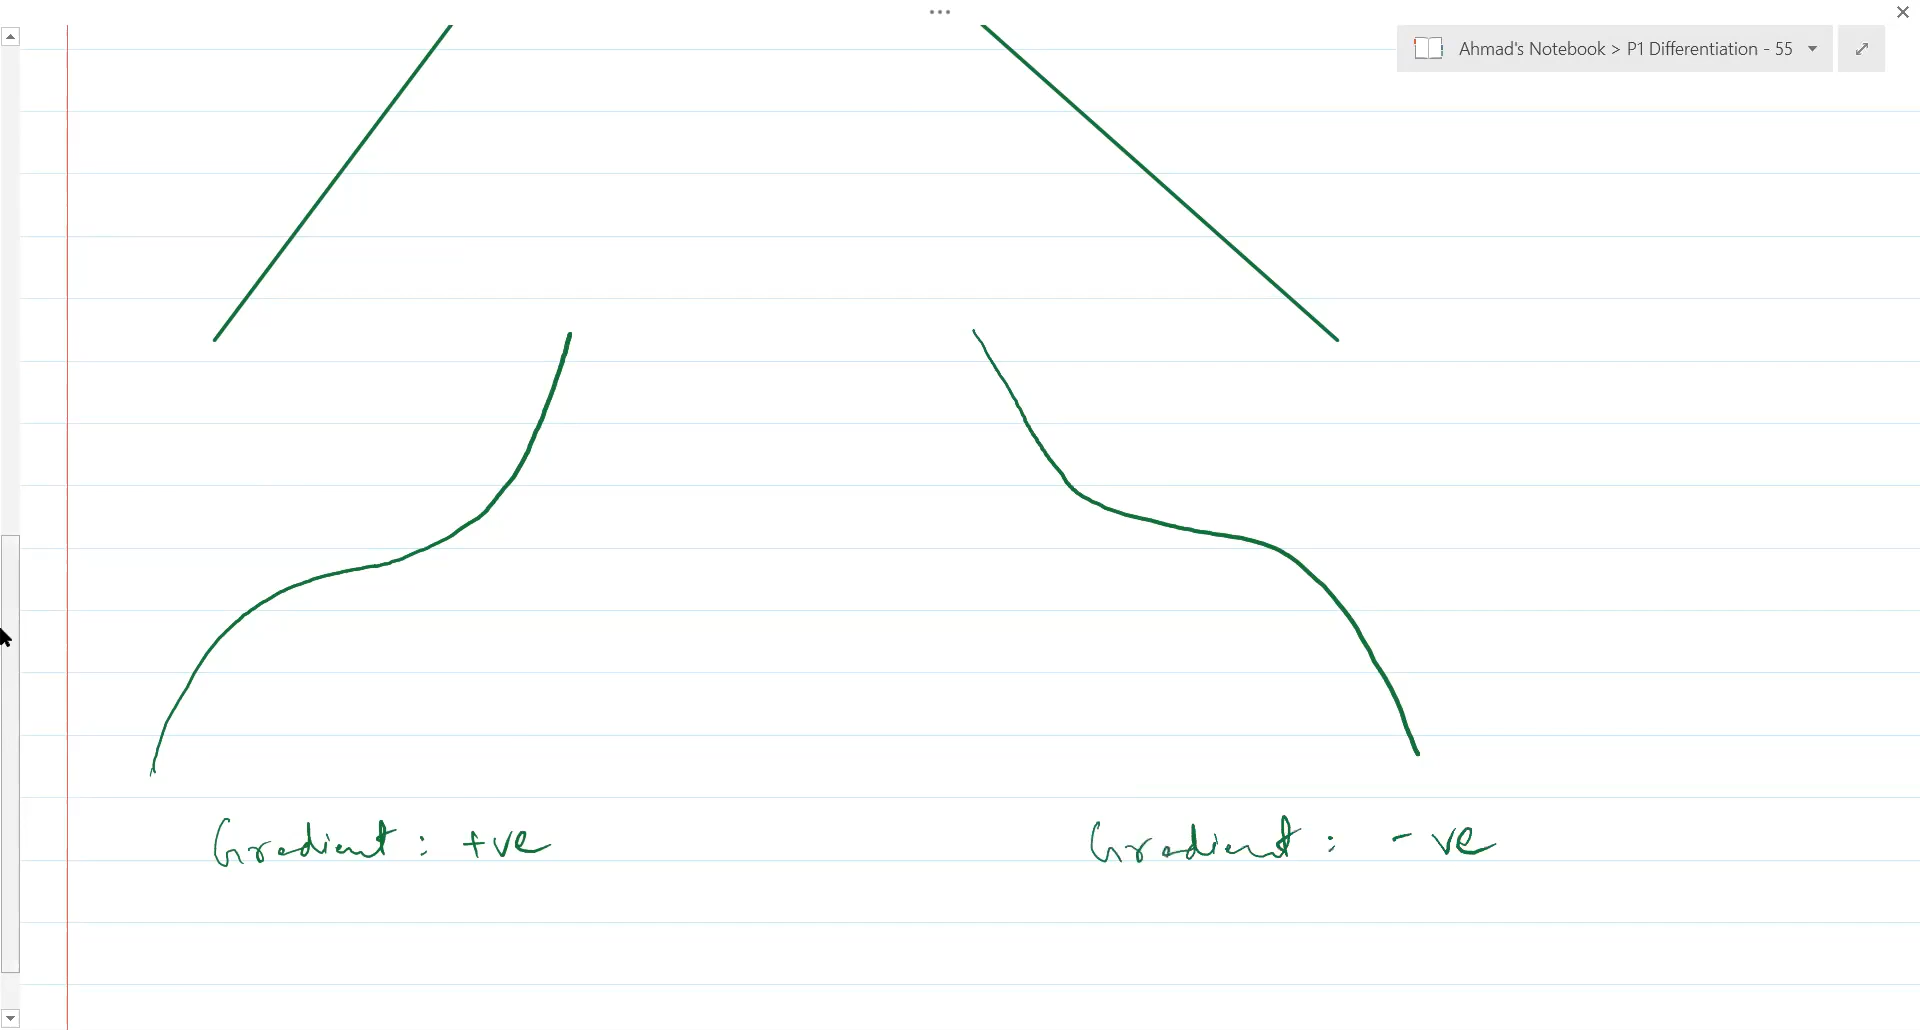 Ahmad's Notebook > P1 Differentiation - 55
Gradient : +ve
Gradient : - ve